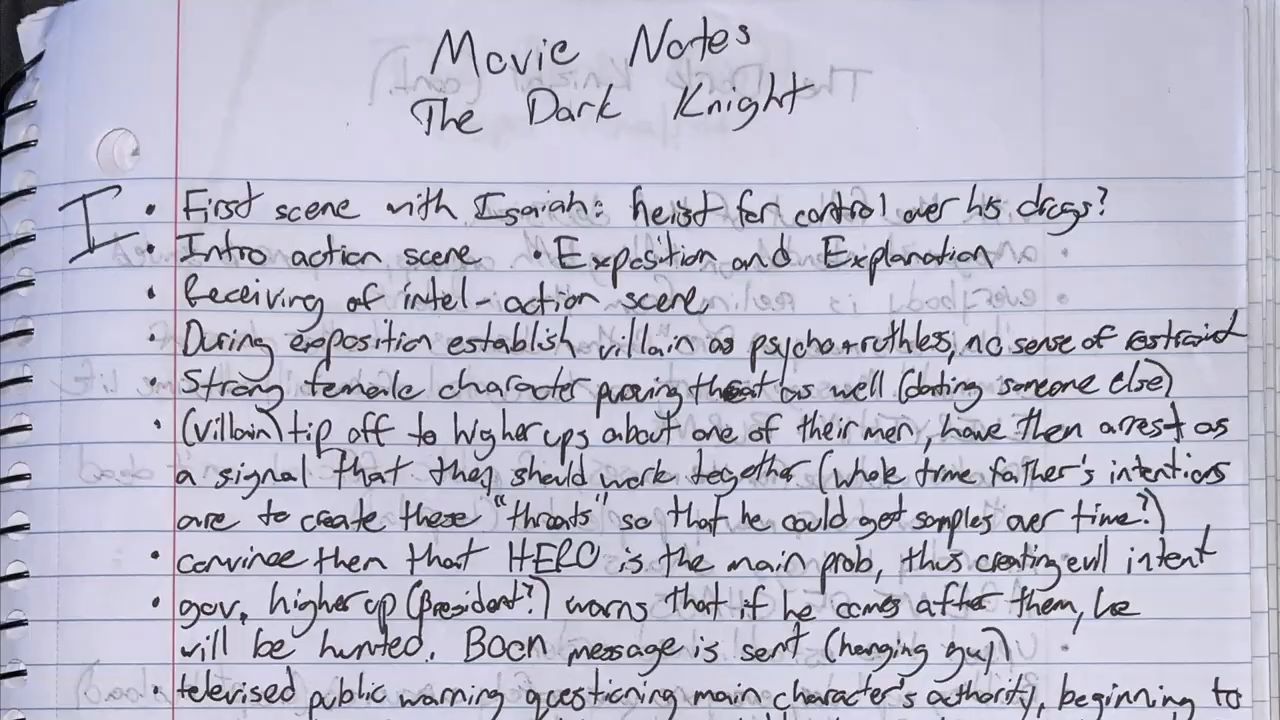 Movie Notes
The Dark Knight
I • First scene with Isaiah: heist for control over his drugs?
• Intro action scene • Exposition and Explanation
• Receiving of intel - action scene
• During exposition establish villain as psycho + ruthless, no sense of restraint
• Strong female character pursuing threat as well (dating someone else)
• (villain) tip off to higher ups about one of their men, have them arrest as
a signal that they should work together (whole time father's intentions
are to create these "threats" so that he could get samples over time?)
• convince them that HERO is the main prob, thus creating evil intent
• gov. higher up (president?) warns that if he comes after them, he
will be hunted. Boon message is sent (hanging guy)
• televised public warning questioning main character's authority, beginning to